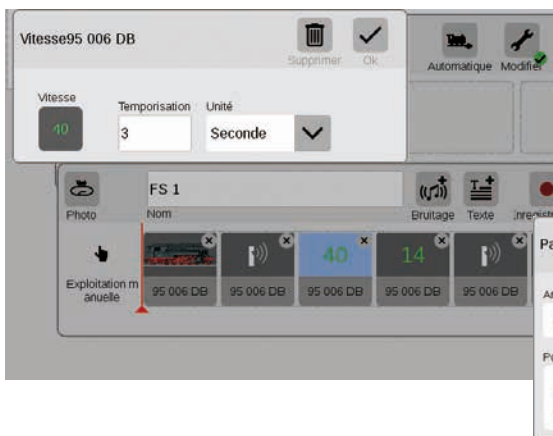 Vitesse95 006 DB
Supprimer
Ok
Automatique
Modifier
Vitesse
Temporisation
Unité
40
3
Seconde
FS 1
Photo
Nom
Bruitage
Texte
Exploitation m
anuelle
40
14
95 006 DB
95 006 DB
95 006 DB
95 006 DB
95 006 DB